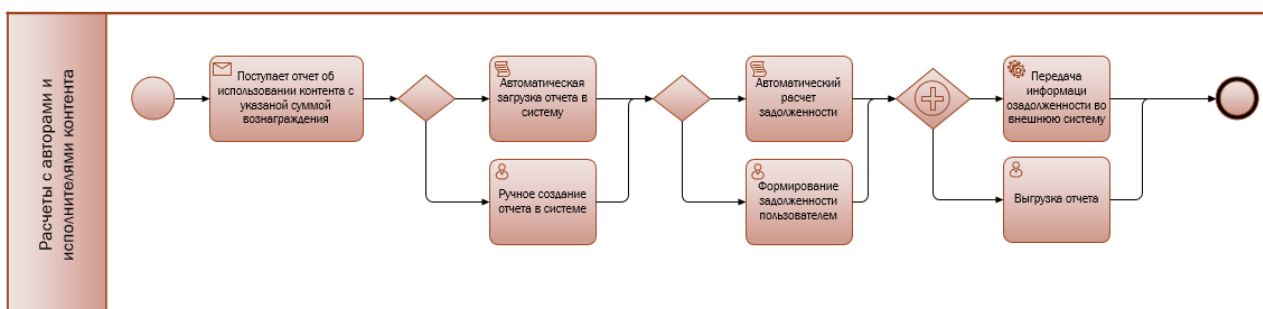 Расчеты с авторами и
исполнителями контента
Поступает отчет об
использовании контента с
указаной суммой
вознаграждения
Автоматическая
загрузка отчета в
систему
Ручное создание
отчета в системе
Автоматический
расчет
задолженности
Формирование
задолженности
пользователем
Передача
информаци
озадолженности во
внешнюю систему
Выгрузка отчета